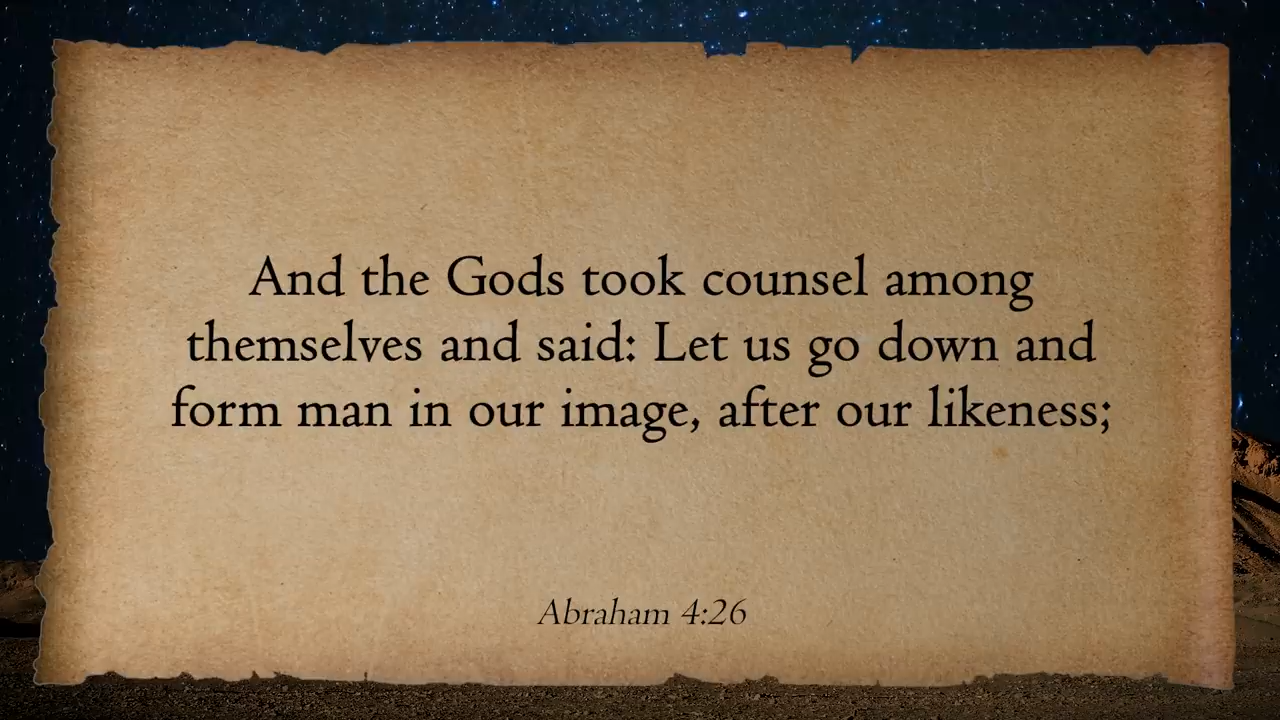 And the Gods took counsel among
themselves and said: Let us go down and
form man in our image, after our likeness;
Abraham 4:26